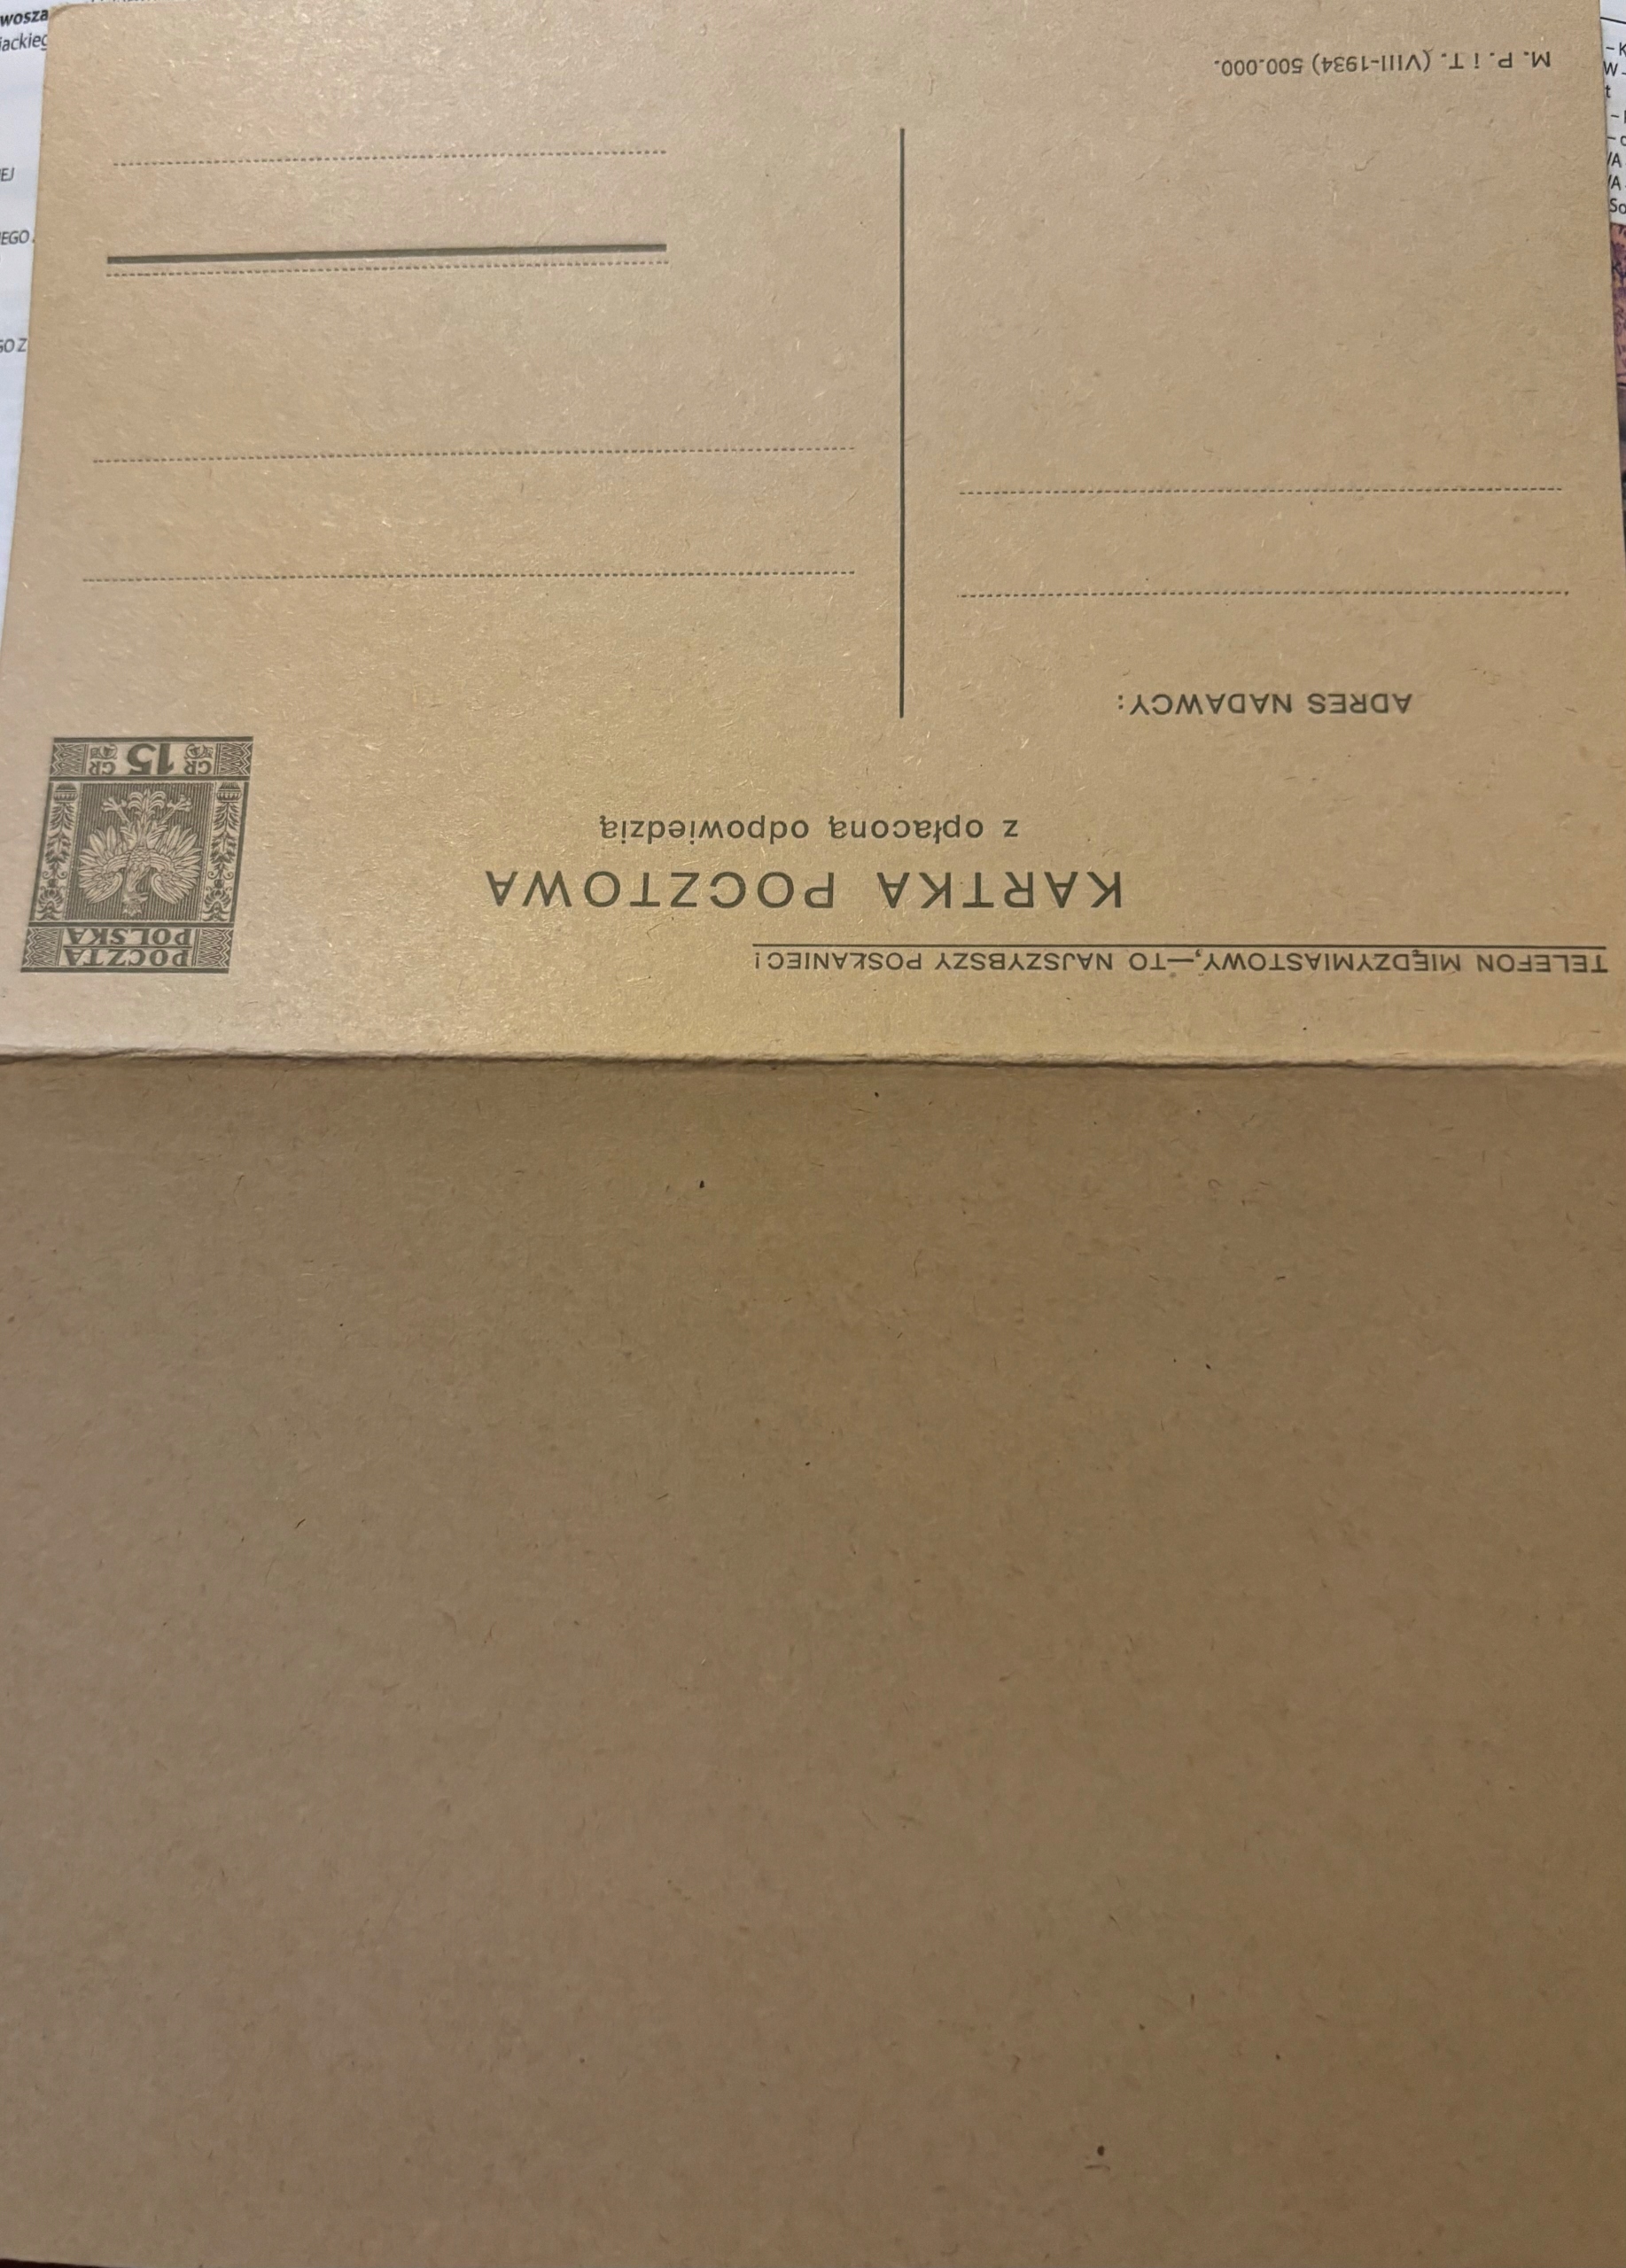 TELEFON MIĘDZYMIASTOWY,—TO NAJSZYBSZY POSŁANIEC!
KARTKA POCZTOWA
z opłaconą odpowiedzią
POCZTA
POLSKA
GR 15 GR
ADRES NADAWCY:
M. P. i T. (VIII-1934) 500.000.